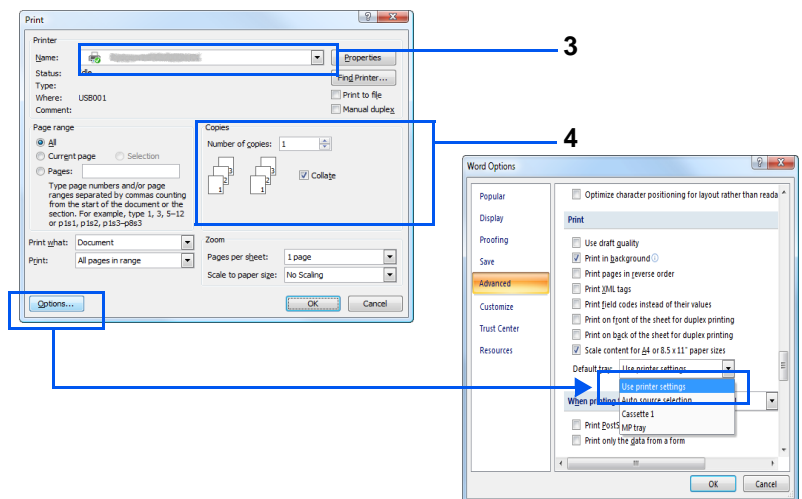 Print
Printer
Name:
Properties
Status:
Idle
Find Printer...
Type:
Where: USB001
Print to file
Comment:
Manual duplex
3
Page range
All
Current page Selection
Pages:
Type page numbers and/or page
ranges separated by commas counting
from the start of the document or the
section. For example, type 1, 3, 5–12
or p1s1, p1s2, p1s3–p8s3
Copies
Number of copies: 1
3 3
2 2
1 1
Collate
4
Print what: Document
Print: All pages in range
Zoom
Pages per sheet: 1 page
Scale to paper size: No Scaling
Options...
OK Cancel
Word Options
Popular
Display
Proofing
Save
Advanced
Customize
Trust Center
Resources
Optimize character positioning for layout rather than reada
Print
Use draft quality
Print in background
Print pages in reverse order
Print XML tags
Print field codes instead of their values
Print on front of the sheet for duplex printing
Print on back of the sheet for duplex printing
Scale content for A4 or 8.5 x 11" paper sizes
Default tray: Use printer settings
Use printer settings
Auto source selection
Cassette 1
MP tray
When printing
Print PostS
Print only the data from a form
OK Cancel